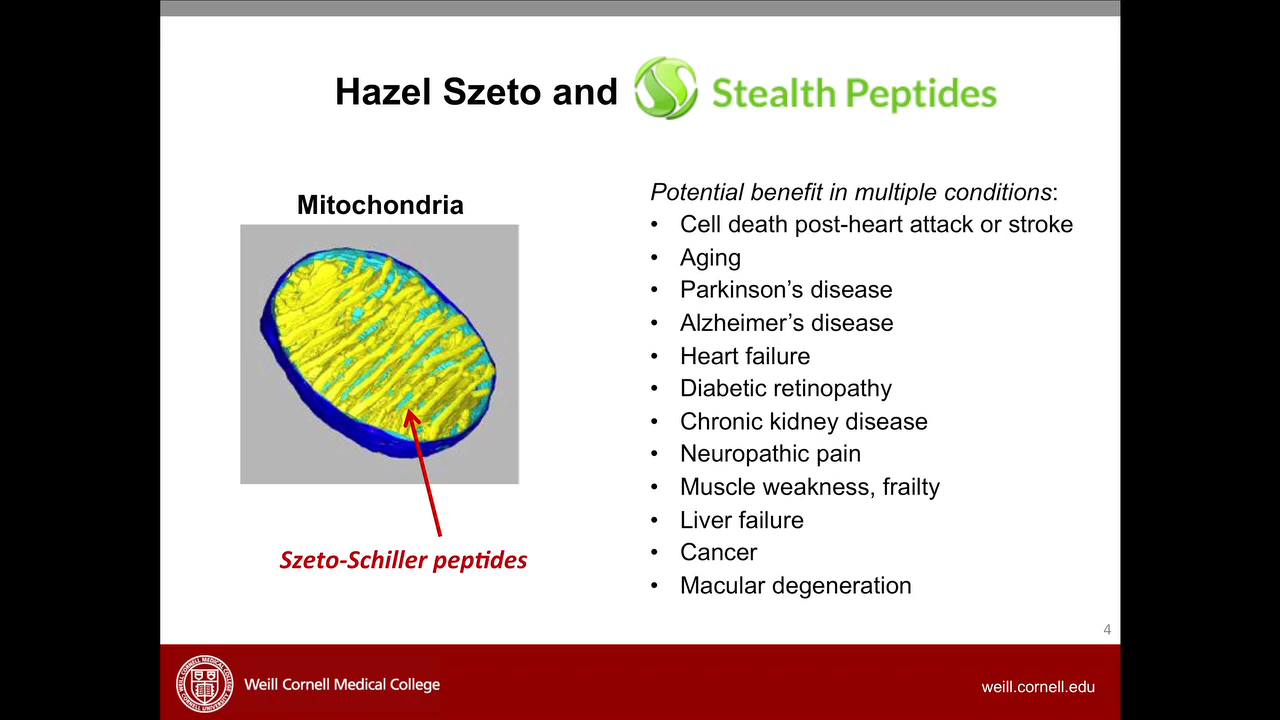 Hazel Szeto and Stealth Peptides
Mitochondria
Szeto-Schiller peptides
Potential benefit in multiple conditions:
• Cell death post-heart attack or stroke
• Aging
• Parkinson’s disease
• Alzheimer’s disease
• Heart failure
• Diabetic retinopathy
• Chronic kidney disease
• Neuropathic pain
• Muscle weakness, frailty
• Liver failure
• Cancer
• Macular degeneration
4
Weill Cornell Medical College
weill.cornell.edu